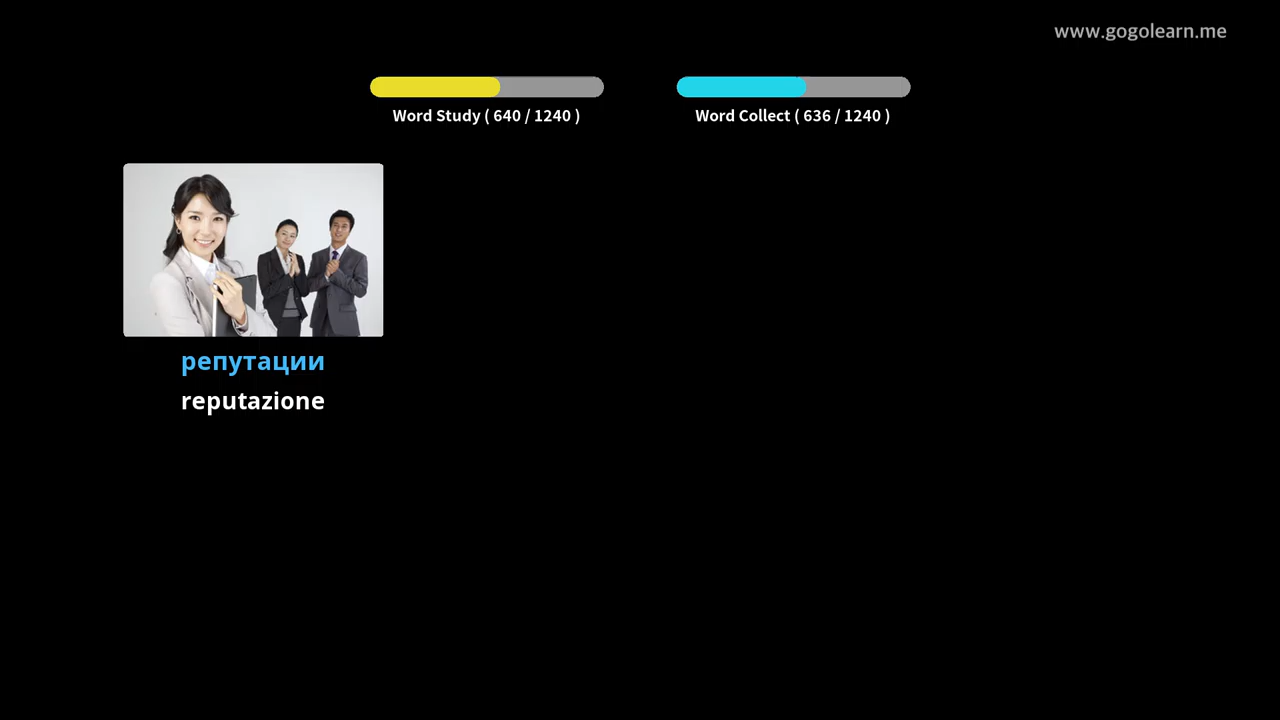 www.gogolearn.me
Word Study ( 640 / 1240 )
Word Collect ( 636 / 1240 )
репутации
reputazione